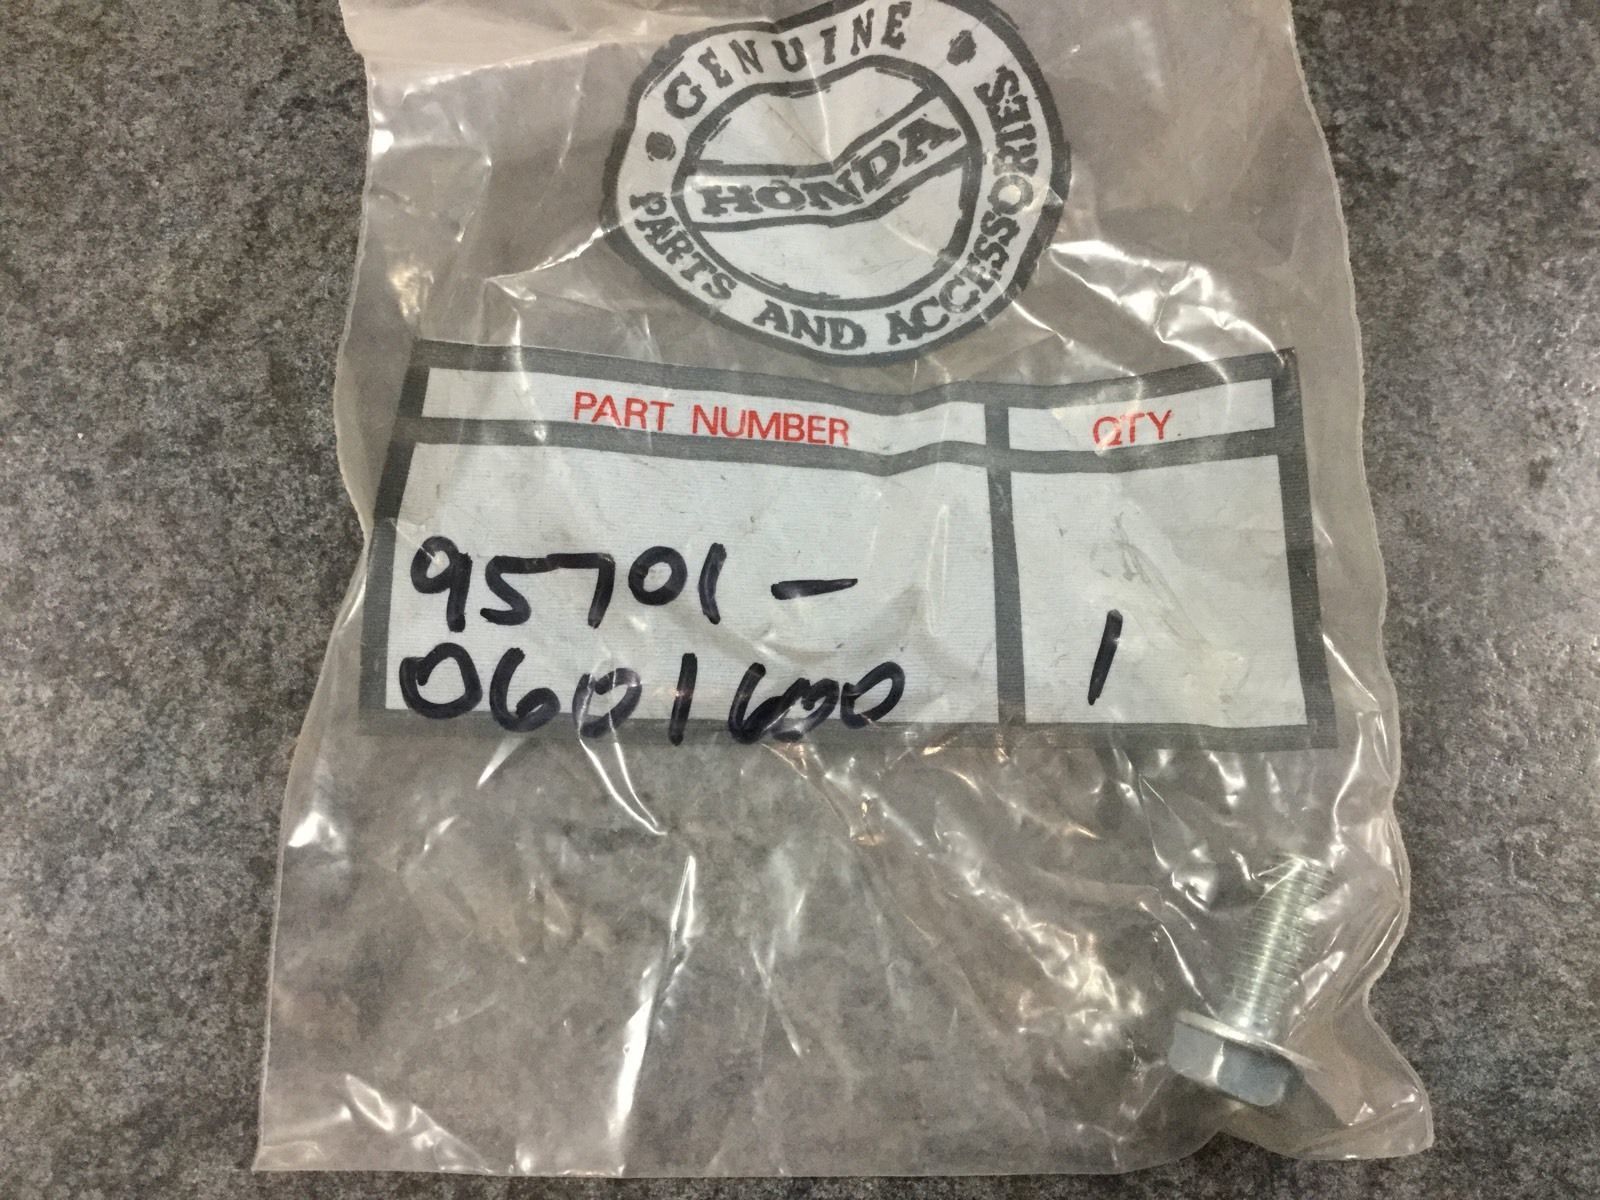 GENUINE
HONDA
PARTS AND ACCESSORIES
PART NUMBER QTY
95701-
0601600 1